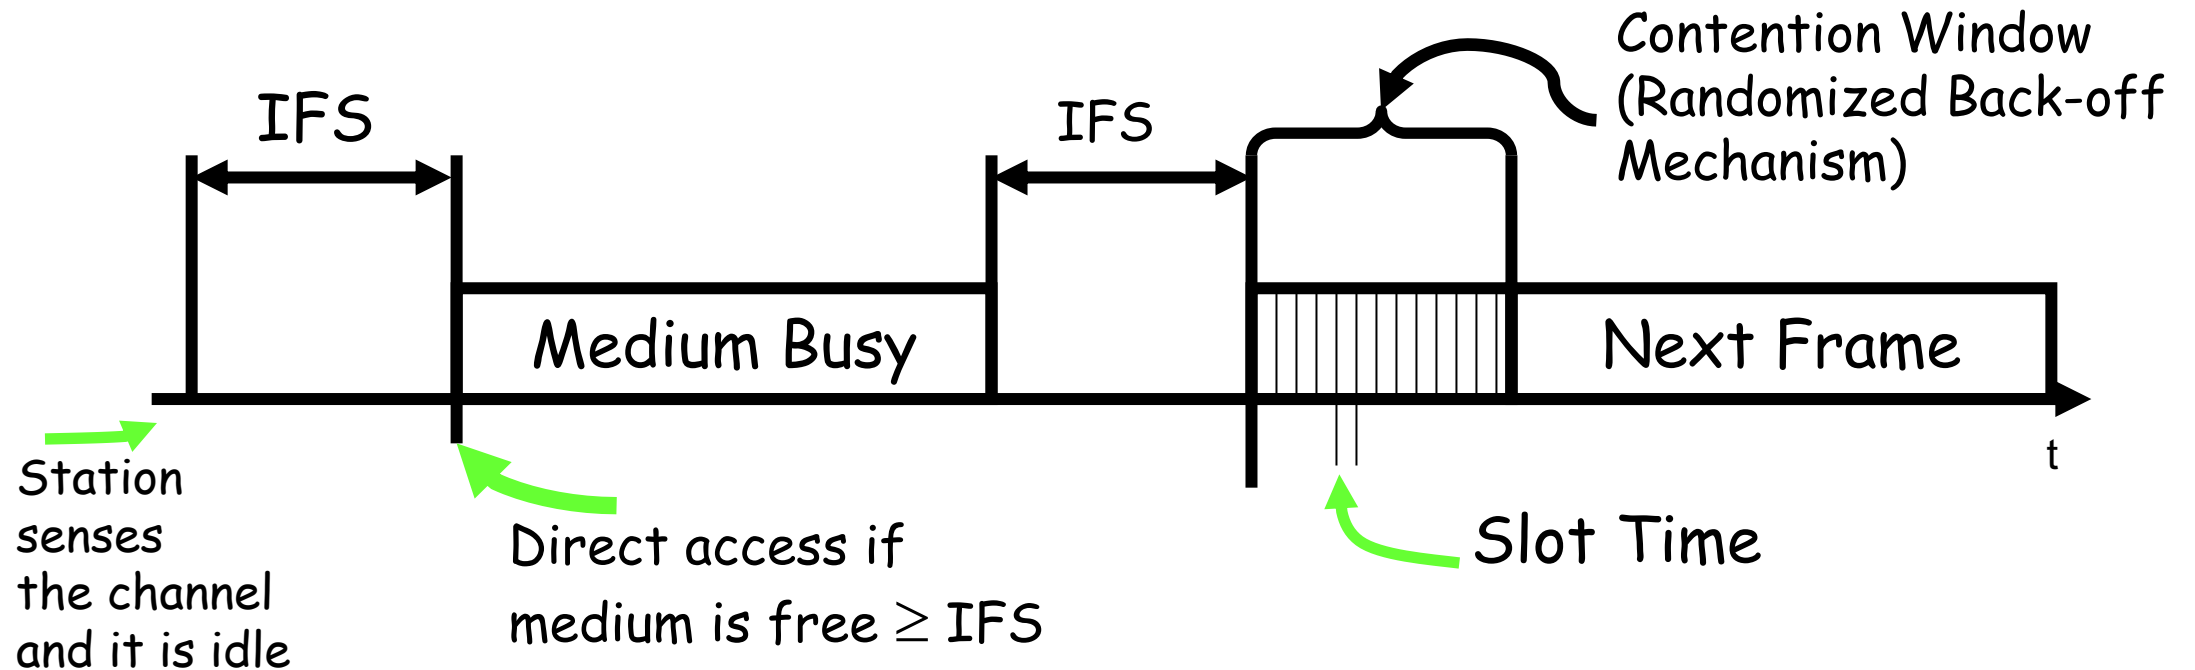 IFS
IFS
Contention Window
(Randomized Back-off
Mechanism)
Medium Busy
Next Frame
t
Station
senses
the channel
and it is idle
Direct access if
medium is free ≥ IFS
Slot Time